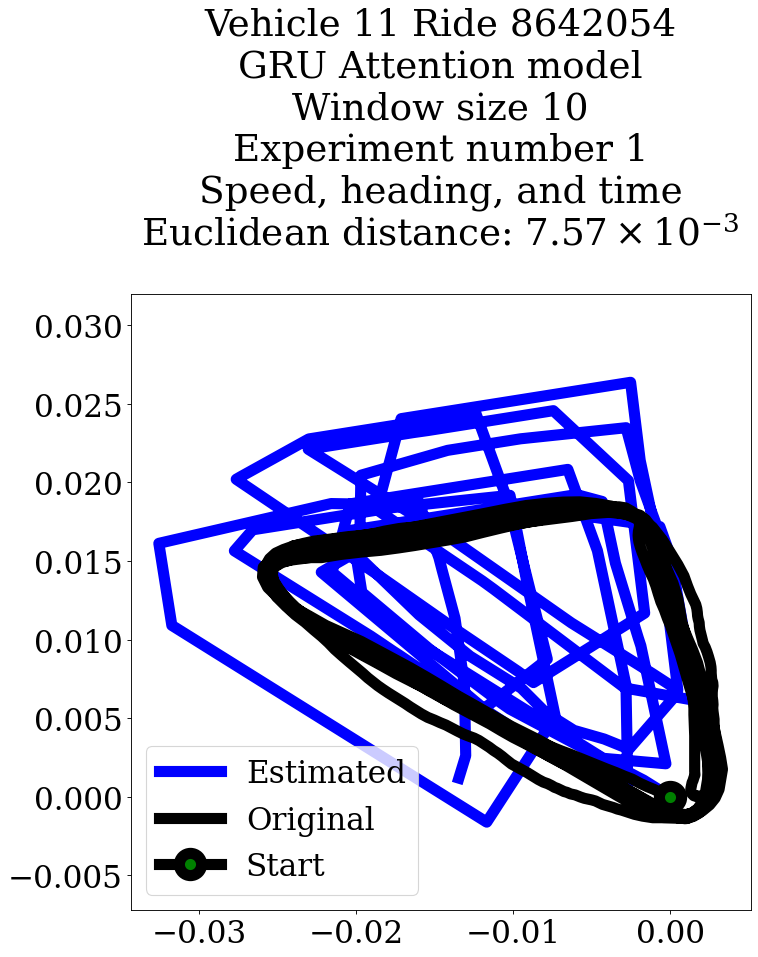 Vehicle 11 Ride 8642054
GRU Attention model
Window size 10
Experiment number 1
Speed, heading, and time
Euclidean distance: 7.57 × 10⁻³
0.030
0.025
0.020
0.015
0.010
0.005
0.000
−0.005
Estimated
Original
Start
−0.03
−0.02
−0.01
0.00